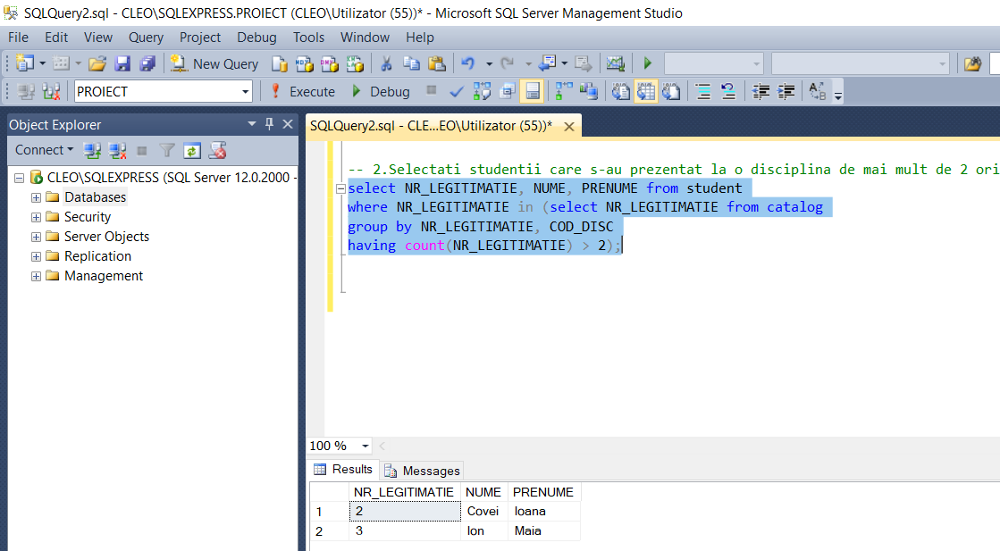 SQLQuery2.sql - CLEO\SQLEXPRESS.PROIECT (CLEO\Utilizator (55))* - Microsoft SQL Server Management Studio
File Edit View Query Project Debug Tools Window Help
New Query
PROIECT Execute Debug
Object Explorer
Connect
CLEO\SQLEXPRESS (SQL Server 12.0.2000 -
Databases
Security
Server Objects
Replication
Management
SQLQuery2.sql - CLE...EO\Utilizator (55))*
-- 2.Selectati studentii care s-au prezentat la o disciplina de mai mult de 2 ori
select NR_LEGITIMATIE, NUME, PRENUME from student
where NR_LEGITIMATIE in (select NR_LEGITIMATIE from catalog
group by NR_LEGITIMATIE, COD_DISC
having count(NR_LEGITIMATIE) > 2);
100 %
Results Messages
NR_LEGITIMATIE NUME PRENUME
1 2 Covei Ioana
2 3 Ion Maia